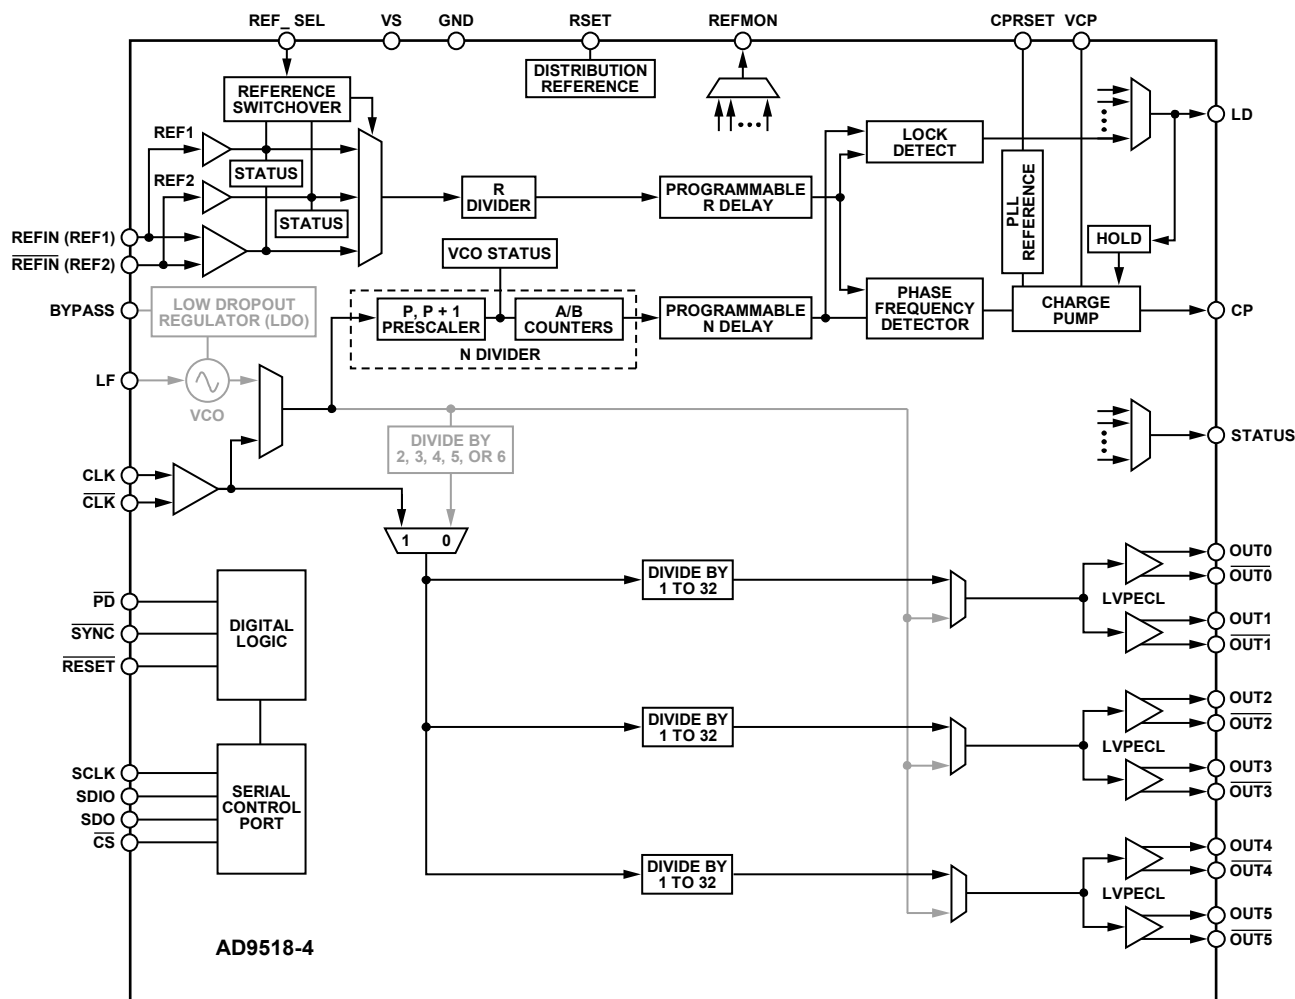 REF_ SEL
VS
GND
RSET
REFMON
CPRSET
VCP
DISTRIBUTION
REFERENCE
REFERENCE
SWITCHOVER
LD
REF1
LOCK
DETECT
STATUS
REF2
R
DIVIDER
PROGRAMMABLE
R DELAY
STATUS
PLL
REFERENCE
HOLD
REFIN (REF1)
REFIN (REF2)
VCO STATUS
BYPASS
LOW DROPOUT
REGULATOR (LDO)
P, P + 1
PRESCALER
A/B
COUNTERS
N DIVIDER
PROGRAMMABLE
N DELAY
PHASE
FREQUENCY
DETECTOR
CHARGE
PUMP
CP
LF
VCO
DIVIDE BY
2, 3, 4, 5, OR 6
STATUS
CLK
CLK
1 0
PD
SYNC
RESET
DIGITAL
LOGIC
DIVIDE BY
1 TO 32
LVPECL
OUT0
OUT0
OUT1
OUT1
DIVIDE BY
1 TO 32
LVPECL
OUT2
OUT2
OUT3
OUT3
SCLK
SDIO
SDO
CS
SERIAL
CONTROL
PORT
DIVIDE BY
1 TO 32
LVPECL
OUT4
OUT4
OUT5
OUT5
AD9518-4